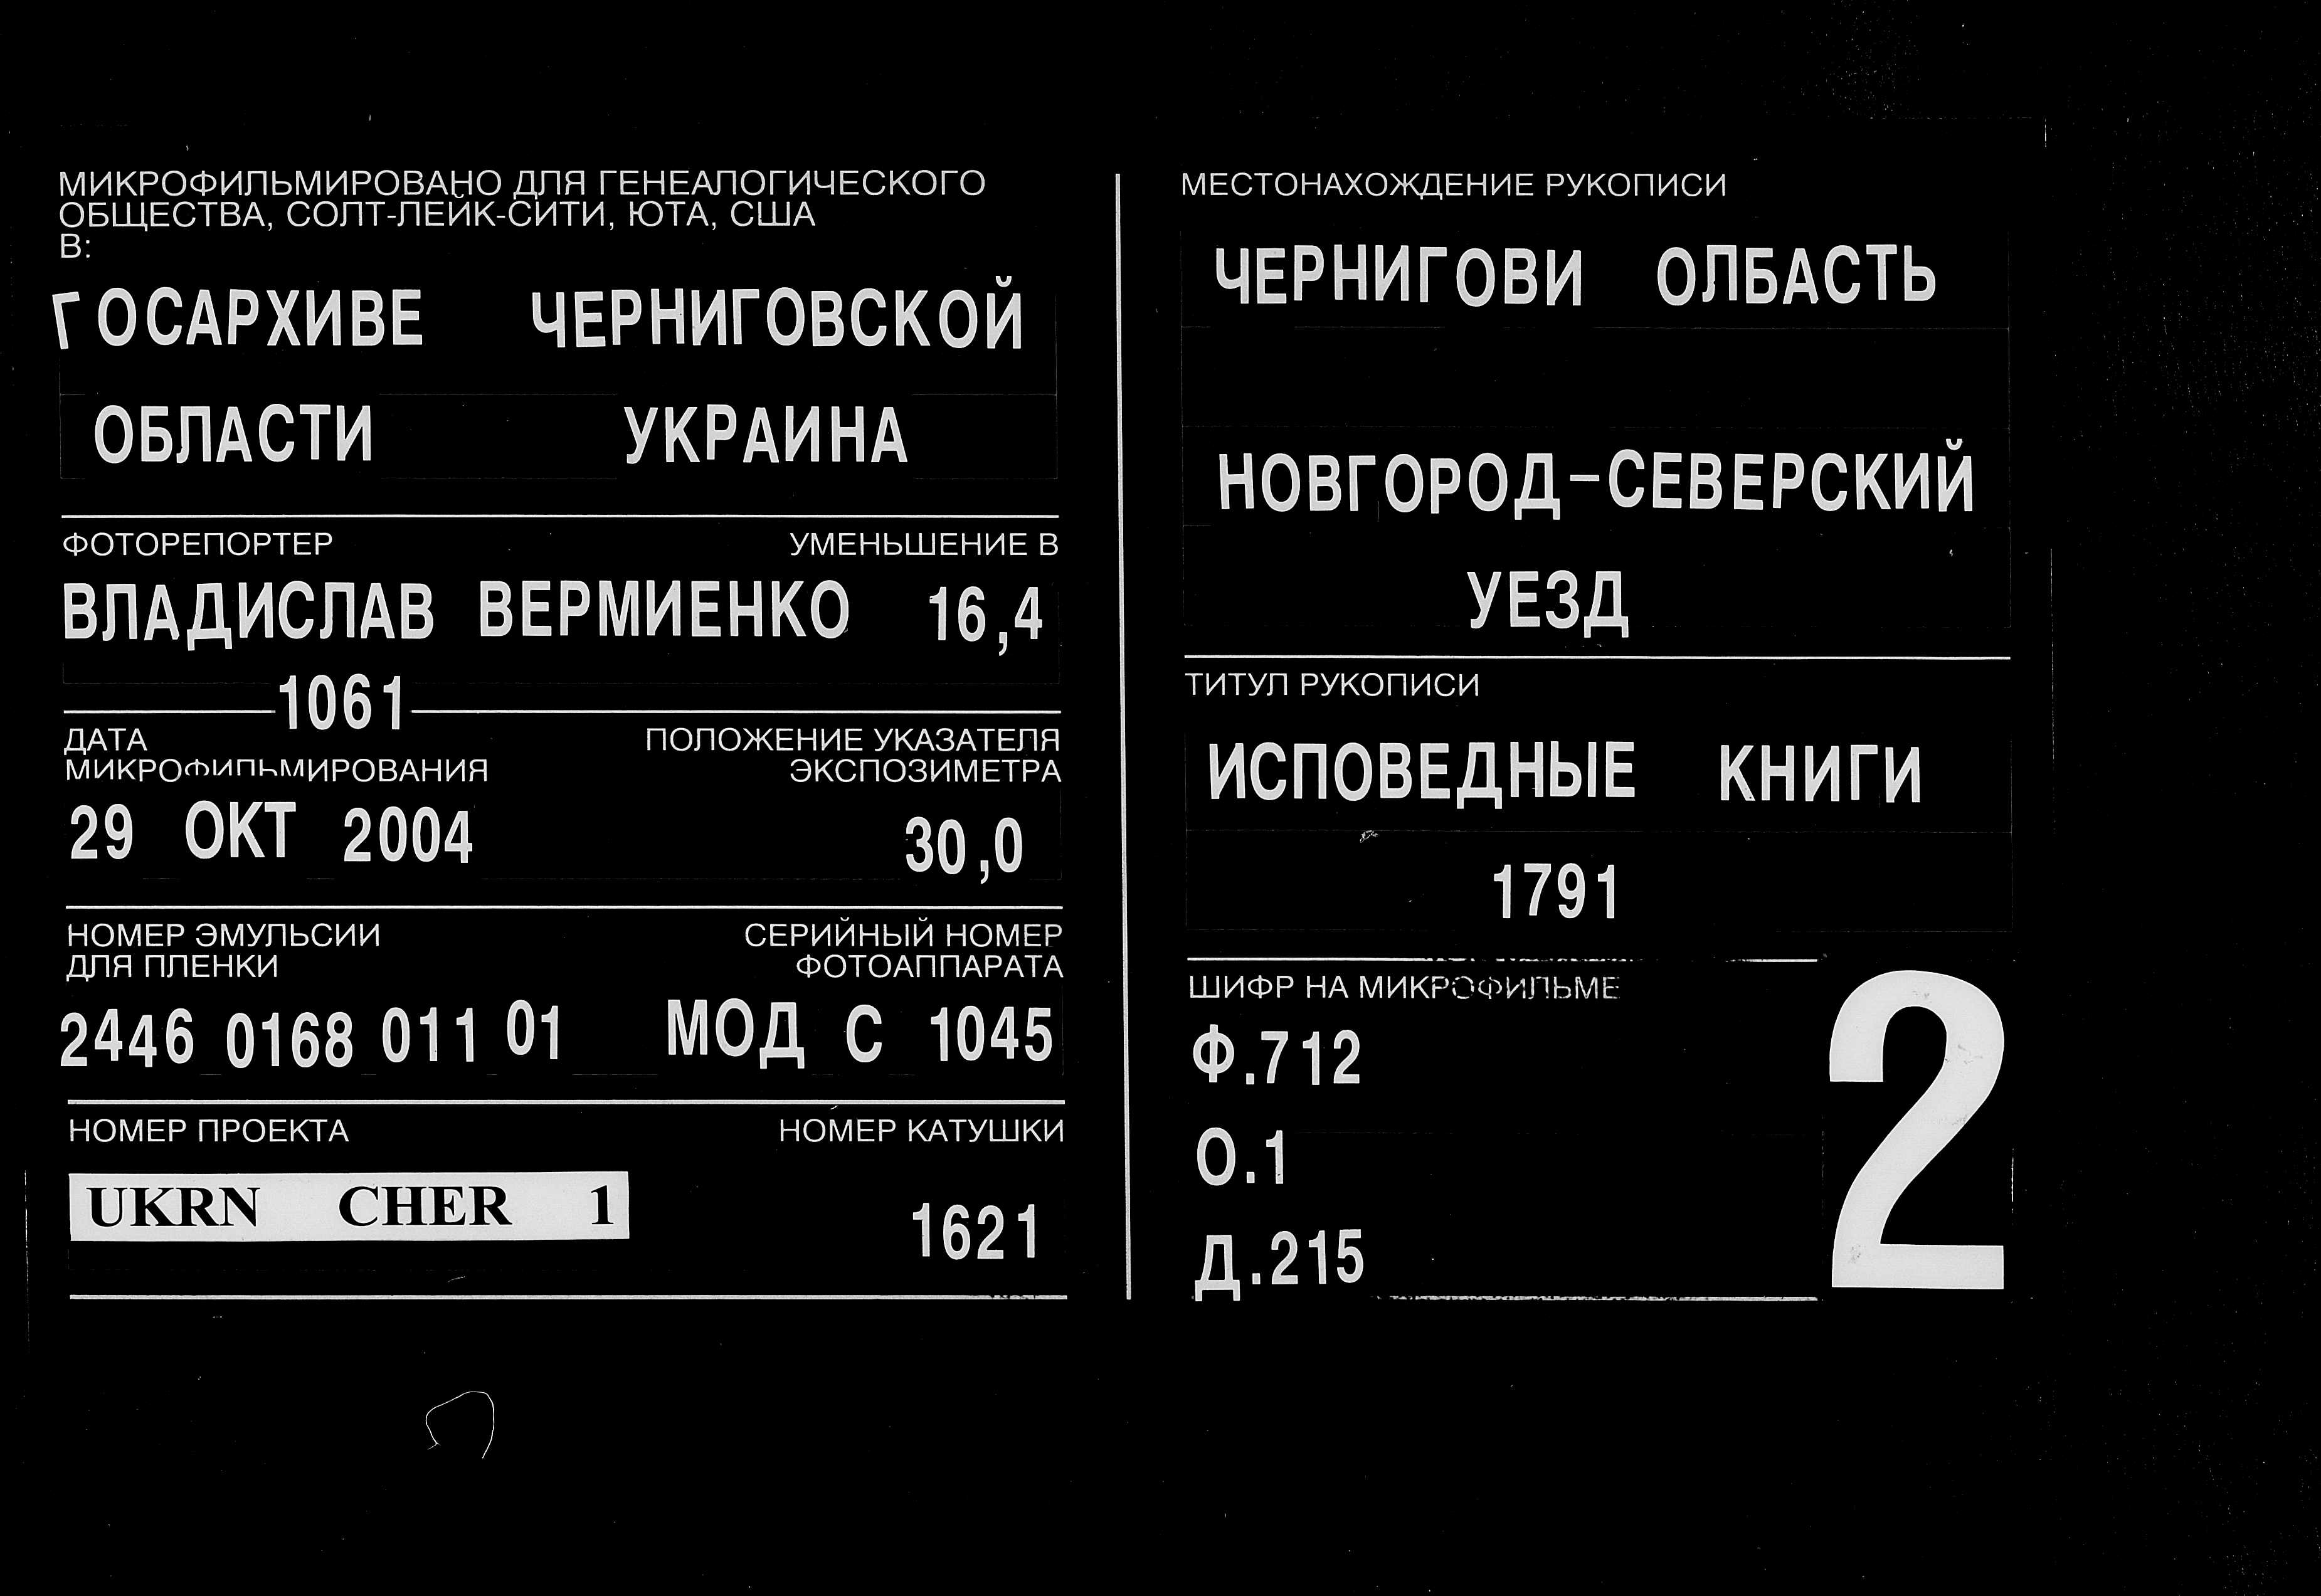 МИКРОФИЛЬМИРОВАНО ДЛЯ ГЕНЕАЛОГИЧЕСКОГО
ОБЩЕСТВА, СОЛТ-ЛЕЙК-СИТИ, ЮТА, США
В:
ГОСАРХИВЕ ЧЕРНИГОВСКОЙ
ОБЛАСТИ УКРАИНА
ФОТОРЕПОРТЕР УМЕНЬШЕНИЕ В
ВЛАДИСЛАВ ВЕРМИЕНКО 16,4
1061
ДАТА ПОЛОЖЕНИЕ УКАЗАТЕЛЯ
МИКРОФИЛЬМИРОВАНИЯ ЭКСПОЗИМЕТРА
29 ОКТ 2004 30,0
НОМЕР ЭМУЛЬСИИ СЕРИЙНЫЙ НОМЕР
ДЛЯ ПЛЕНКИ ФОТОАППАРАТА
2446 0168 011 01 МОД С 1045
НОМЕР ПРОЕКТА НОМЕР КАТУШКИ
UKRN CHER 1 1621
МЕСТОНАХОЖДЕНИЕ РУКОПИСИ
ЧЕРНИГОВИ ОЛБАСТЬ
НОВГОРОД-СЕВЕРСКИЙ
УЕЗД
ТИТУЛ РУКОПИСИ
ИСПОВЕДНЫЕ КНИГИ
1791
ШИФР НА МИКРОФИЛЬМЕ
Ф.712
О.1
Д.215
2